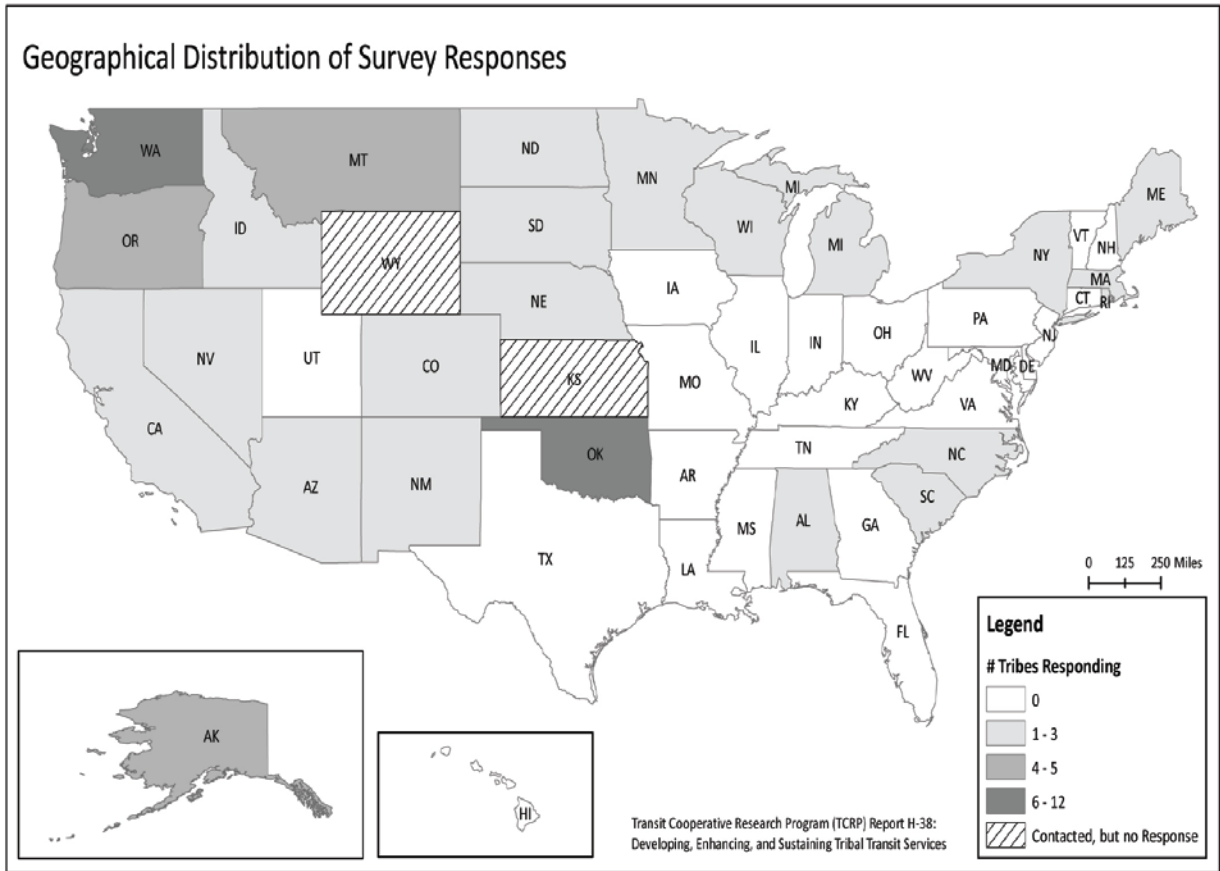 Geographical Distribution of Survey Responses
WA
MT
ND
MN
MI
ME
OR
ID
WY
SD
WI
MI
NY
VT
NH
MA
CT
RI
NV
UT
CO
NE
KS
IA
IL
IN
OH
PA
NJ
MD
DE
WV
VA
MO
KY
CA
AZ
NM
OK
AR
TN
NC
SC
MS
AL
GA
TX
LA
FL
0 125 250 Miles
AK
HI
Legend
# Tribes Responding
0
1 - 3
4 - 5
6 - 12
Contacted, but no Response
Transit Cooperative Research Program (TCRP) Report H-38:
Developing, Enhancing, and Sustaining Tribal Transit Services